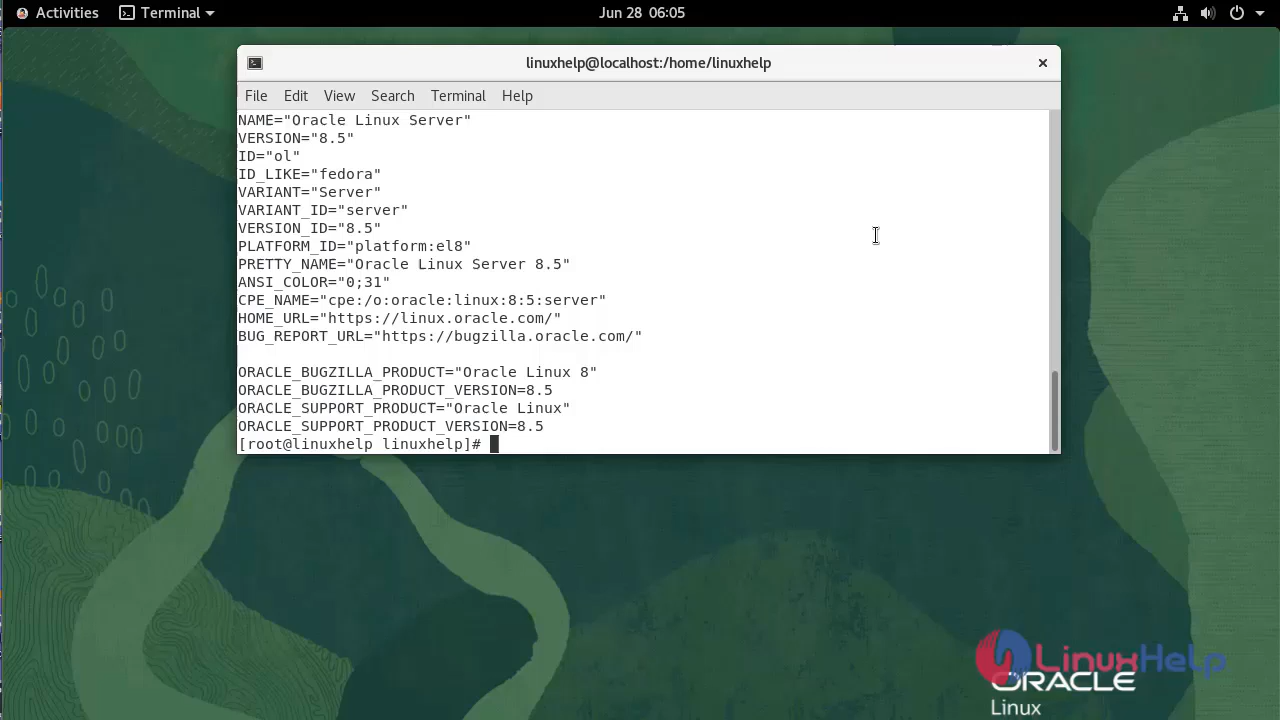 Activities
Terminal
Jun 28 06:05
linuxhelp@localhost:/home/linuxhelp
File Edit View Search Terminal Help
NAME="Oracle Linux Server"
VERSION="8.5"
ID="ol"
ID_LIKE="fedora"
VARIANT="Server"
VARIANT_ID="server"
VERSION_ID="8.5"
PLATFORM_ID="platform:el8"
PRETTY_NAME="Oracle Linux Server 8.5"
ANSI_COLOR="0;31"
CPE_NAME="cpe:/o:oracle:linux:8:5:server"
HOME_URL="https://linux.oracle.com/"
BUG_REPORT_URL="https://bugzilla.oracle.com/"
ORACLE_BUGZILLA_PRODUCT="Oracle Linux 8"
ORACLE_BUGZILLA_PRODUCT_VERSION=8.5
ORACLE_SUPPORT_PRODUCT="Oracle Linux"
ORACLE_SUPPORT_PRODUCT_VERSION=8.5
[root@linuxhelp linuxhelp]#
LinuxHelp
ORACLE
Linux